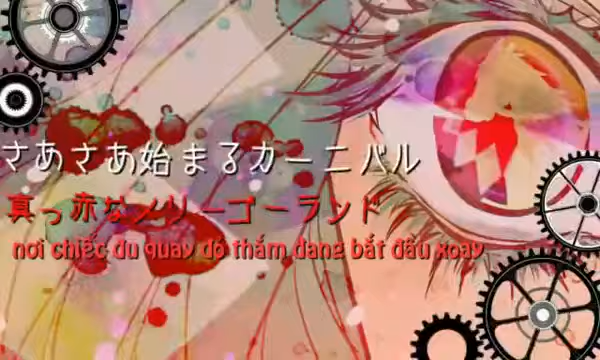 さあさあ始まるカーニバル
真っ赤なメリーゴーランド
nơi chiếc đu quay đỏ thắm đang bắt đầu xoay